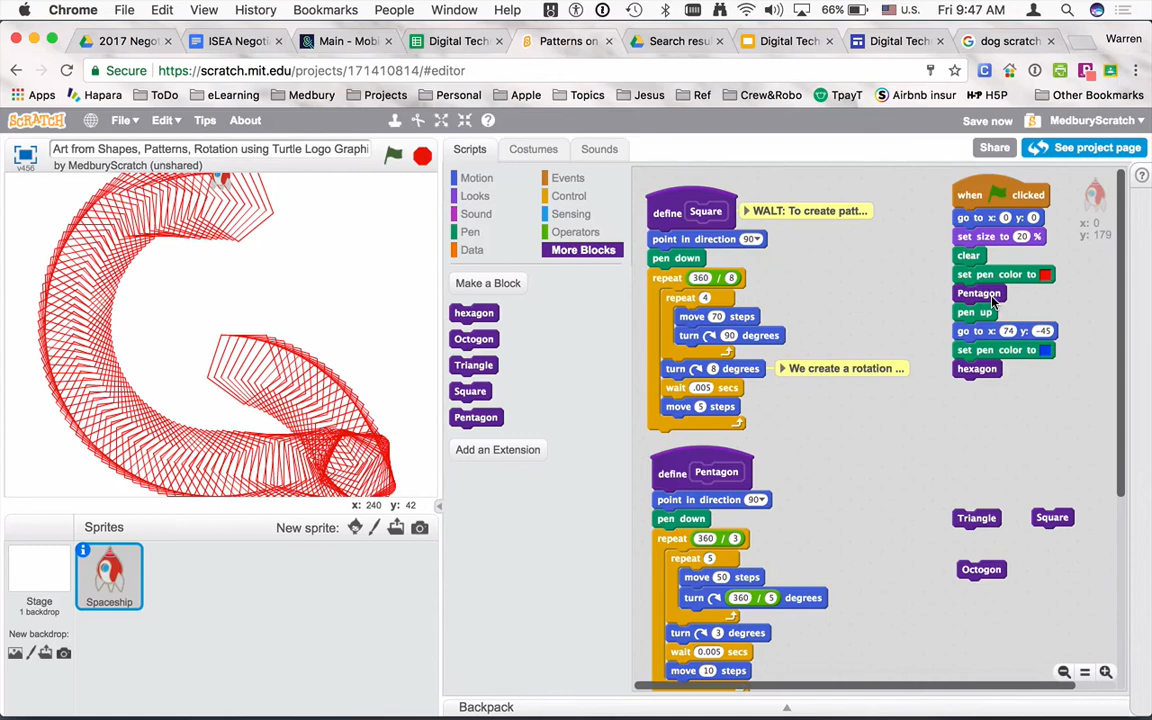 Chrome File Edit View History Bookmarks People Window Help 66% U.S. Fri 9:47 AM
2017 Negot ISEA Negoti Main - Mobi Digital Tech Patterns on Search resu Digital Tech Digital Tech dog scratch Warren
Secure https://scratch.mit.edu/projects/171410814/#editor
Apps Hapara ToDo eLearning Medbury Projects Personal Apple Topics Jesus Ref Crew&Robo TpayT Airbnb insur H5P Other Bookmarks
SCRATCH File Edit Tips About Save now MedburyScratch
v456 Art from Shapes, Patterns, Rotation using Turtle Logo Graphi
by MedburyScratch (unshared)
Scripts Costumes Sounds Share See project page
Motion Events
Looks Control
Sound Sensing
Pen Operators
Data More Blocks
Make a Block
hexagon
Octogon
Triangle
Square
Pentagon
Add an Extension
define Square
WALT: To create patt...
point in direction 90
pen down
repeat 360 / 8
repeat 4
move 70 steps
turn 90 degrees
turn 8 degrees
We create a rotation ...
wait .005 secs
move 5 steps
define Pentagon
point in direction 90
pen down
repeat 360 / 3
repeat 5
move 50 steps
turn 360 / 5 degrees
turn 3 degrees
wait 0.005 secs
move 10 steps
when clicked
go to x: 0 y: 0
set size to 20 %
clear
set pen color to
Pentagon
pen up
go to x: 74 y: -45
set pen color to
hexagon
x: 0
y: 179
Triangle Square
Octogon
x: 240 y: 42
Sprites New sprite:
Stage
1 backdrop
Spaceship
New backdrop:
Backpack